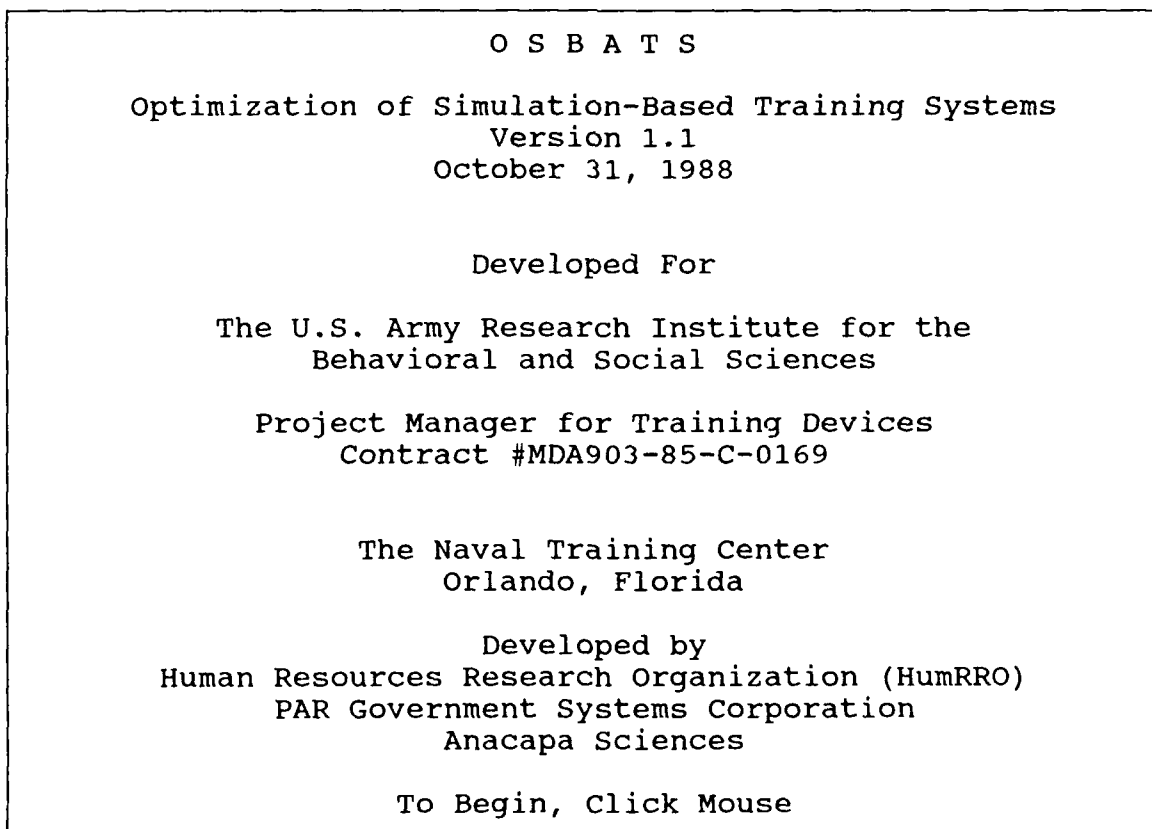 O S B A T S
Optimization of Simulation-Based Training Systems
Version 1.1
October 31, 1988
Developed For
The U.S. Army Research Institute for the
Behavioral and Social Sciences
Project Manager for Training Devices
Contract #MDA903-85-C-0169
The Naval Training Center
Orlando, Florida
Developed by
Human Resources Research Organization (HumRRO)
PAR Government Systems Corporation
Anacapa Sciences
To Begin, Click Mouse